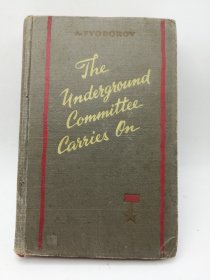 A. FYODOROV
The
Underground
Committee
Carries On